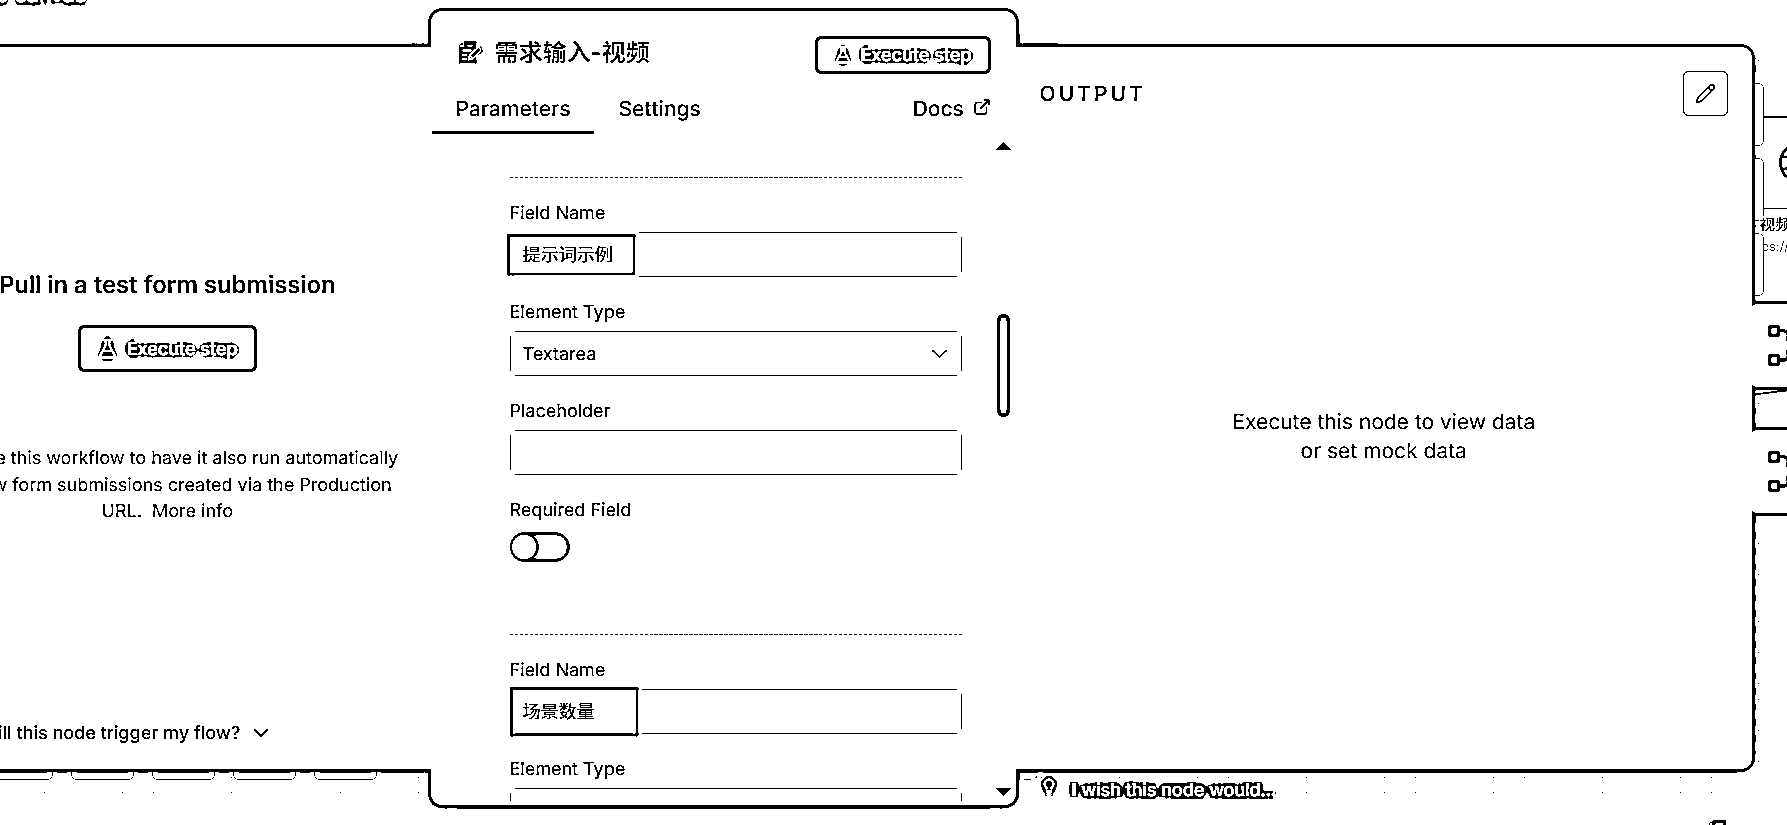 需求输入-视频
Execute step
Parameters
Settings
Docs
OUTPUT
Field Name
提示词示例
Element Type
Textarea
Placeholder
Required Field
Field Name
场景数量
Element Type
Pull in a test form submission
Execute step
this workflow to have it also run automatically
form submissions created via the Production
URL. More info
this node trigger my flow?
Execute this node to view data
or set mock data
I wish this node would...
视频